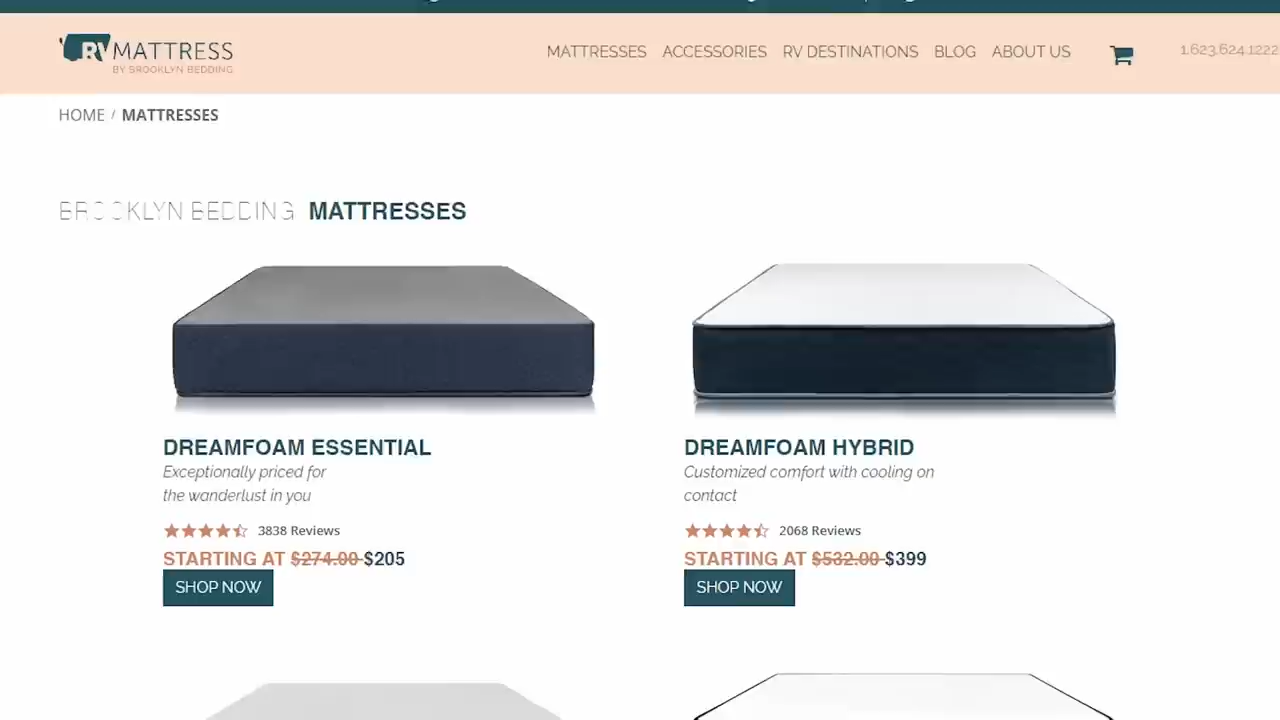 RV MATTRESS
BY BROOKLYN BEDDING
MATTRESSES ACCESSORIES RV DESTINATIONS BLOG ABOUT US
1.623.624.1222
HOME / MATTRESSES
BROOKLYN BEDDING MATTRESSES
DREAMFOAM ESSENTIAL
Exceptionally priced for
the wanderlust in you
3838 Reviews
STARTING AT $274.00 $205
SHOP NOW
DREAMFOAM HYBRID
Customized comfort with cooling on
contact
2068 Reviews
STARTING AT $532.00 $399
SHOP NOW